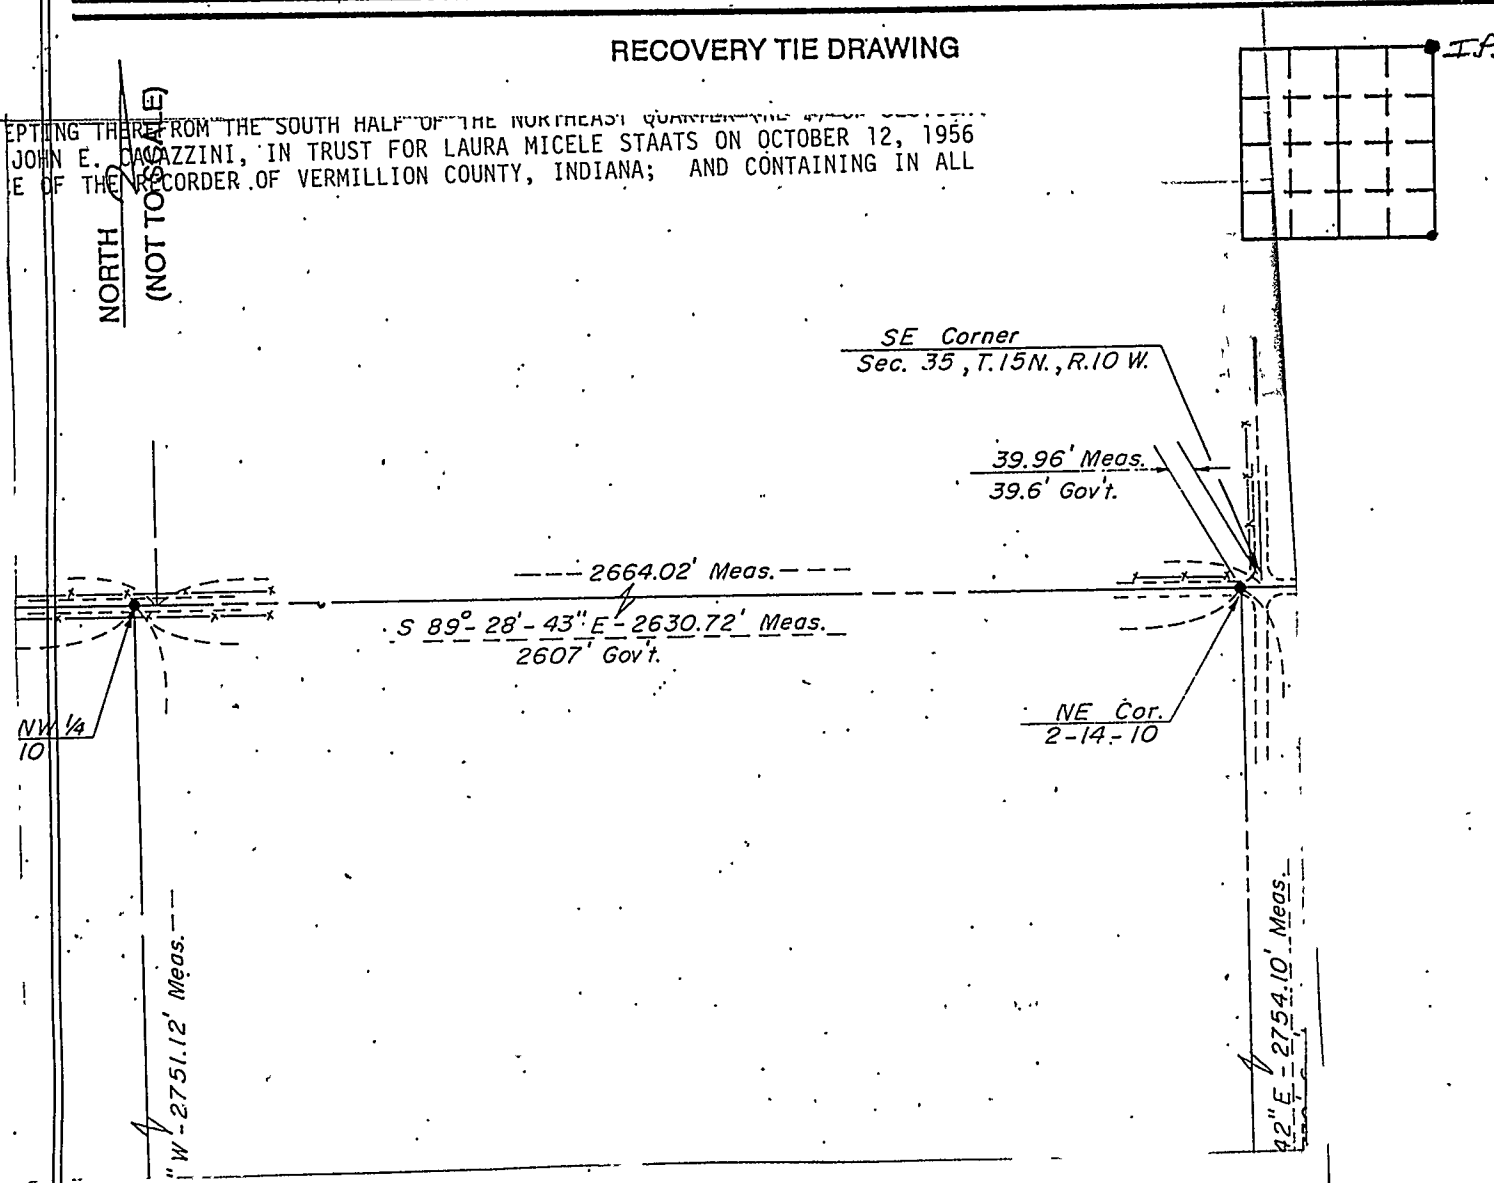 RECOVERY TIE DRAWING
I.f.
EPTING THEREFROM THE SOUTH HALF OF THE NORTHEAST QUARTER
JOHN E. CAVAZZINI, IN TRUST FOR LAURA MICELE STAATS ON OCTOBER 12, 1956
E OF THE RECORDER OF VERMILLION COUNTY, INDIANA; AND CONTAINING IN ALL
NORTH
(NOT TO SCALE)
SE Corner
Sec. 35, T.15N., R.10 W.
39.96' Meas.
39.6' Gov't.
2664.02' Meas.
S 89°-28'-43" E - 2630.72' Meas.
2607' Gov't.
NW 1/4
10
NE Cor.
2-14-10
" W - 2751.12' Meas.
42" E - 2754.10' Meas.